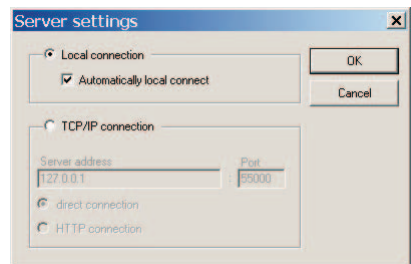 Server settings
Local connection
OK
Automatically local connect
Cancel
TCP/IP connection
Server address
Port
127.0.0.1
55000
direct connection
HTTP connection